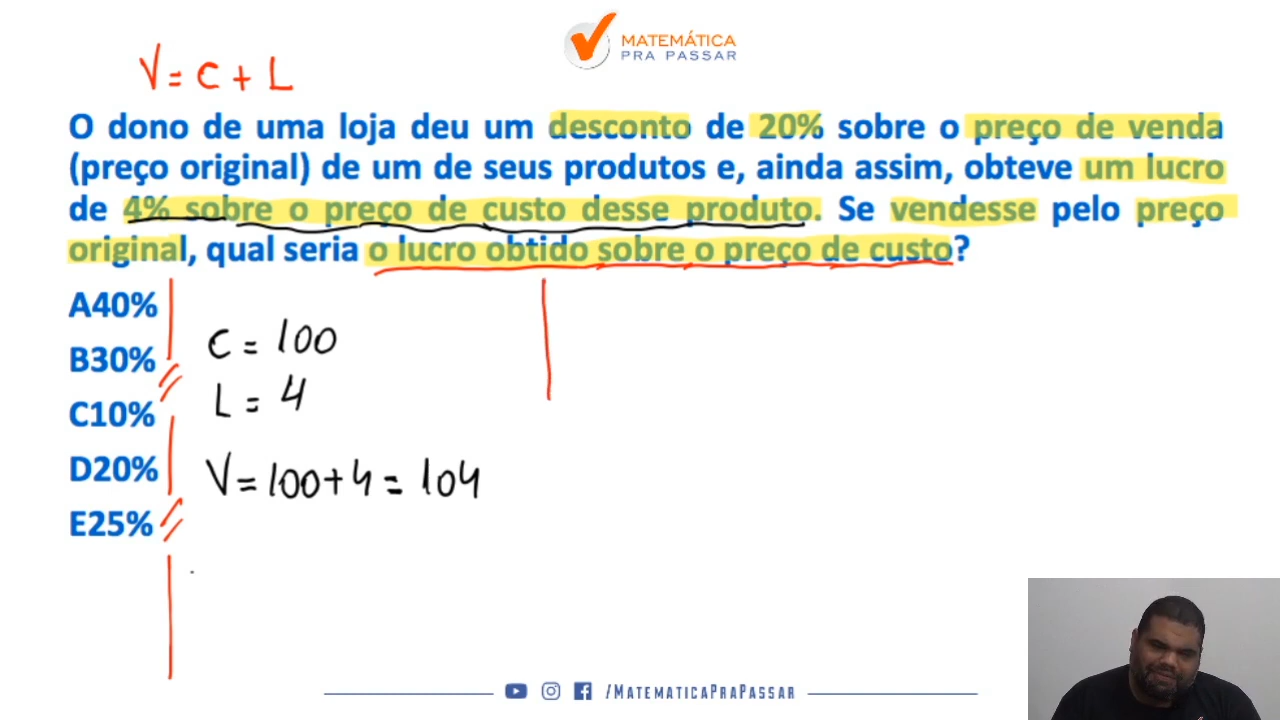 MATEMÁTICA
PRA PASSAR
V = C + L
O dono de uma loja deu um desconto de 20% sobre o preço de venda
(preço original) de um de seus produtos e, ainda assim, obteve um lucro
de 4% sobre o preço de custo desse produto. Se vendesse pelo preço
original, qual seria o lucro obtido sobre o preço de custo?
A40%
B30%
C10%
D20%
E25%
C = 100
L = 4
V = 100 + 4 = 104
/MATEMATICAPRAPASSAR